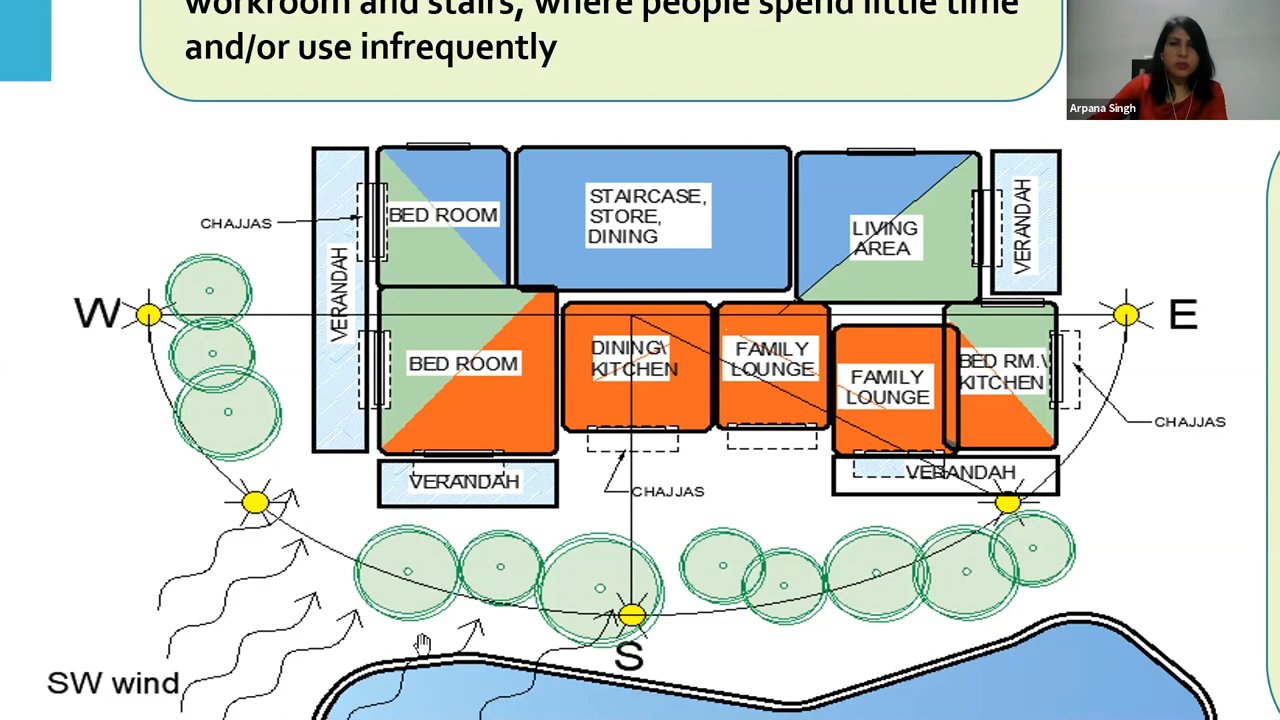 workroom and stairs, where people spend little time
and/or use infrequently
Arpana Singh
CHAJJAS
BED ROOM
STAIRCASE,
STORE,
DINING
LIVING
AREA
VERANDAH
VERANDAH
W
E
BED ROOM
DINING\
KITCHEN
FAMILY
LOUNGE
FAMILY
LOUNGE
BED RM.\
KITCHEN
CHAJJAS
VERANDAH
CHAJJAS
VERANDAH
S
SW wind